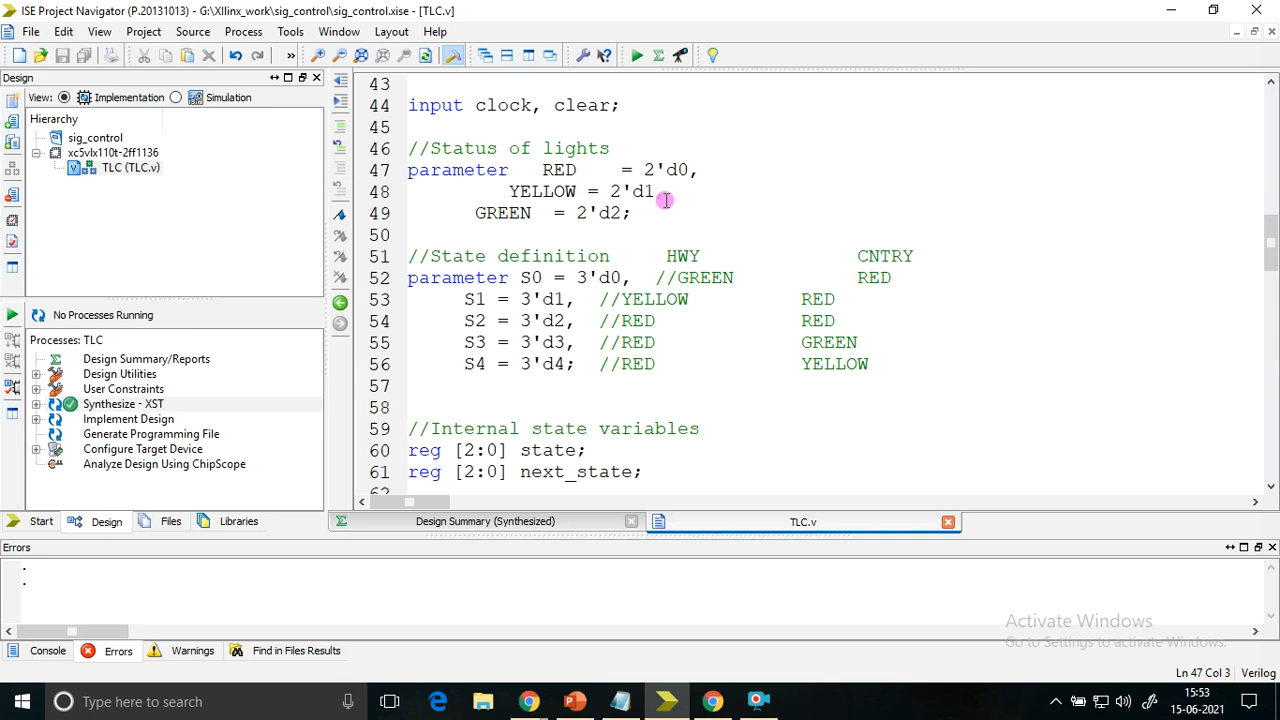 ISE Project Navigator (P.20131013) - G:\XIlinx_work\sig_control\sig_control.xise - [TLC.v]
File Edit View Project Source Process Tools Window Layout Help
»
Design
View: Implementation Simulation
Hierarchy
sig_control
xc5vlx110t-2ff1136
TLC (TLC.v)
No Processes Running
Processes: TLC
Design Summary/Reports
Design Utilities
User Constraints
Synthesize - XST
Implement Design
Generate Programming File
Configure Target Device
Analyze Design Using ChipScope
Start Design Files Libraries
43
44 input clock, clear;
45
46 //Status of lights
47 parameter RED = 2'd0,
48 YELLOW = 2'd1
49 GREEN = 2'd2;
50
51 //State definition HWY CNTRY
52 parameter S0 = 3'd0, //GREEN RED
53 S1 = 3'd1, //YELLOW RED
54 S2 = 3'd2, //RED RED
55 S3 = 3'd3, //RED GREEN
56 S4 = 3'd4; //RED YELLOW
57
58
59 //Internal state variables
60 reg [2:0] state;
61 reg [2:0] next_state;
62
Design Summary (Synthesized) TLC.v
Errors
.
.
Activate Windows
Go to Settings to activate Windows.
Console Errors Warnings Find in Files Results
Ln 47 Col 3 Verilog
Type here to search
15:53
15-06-2021